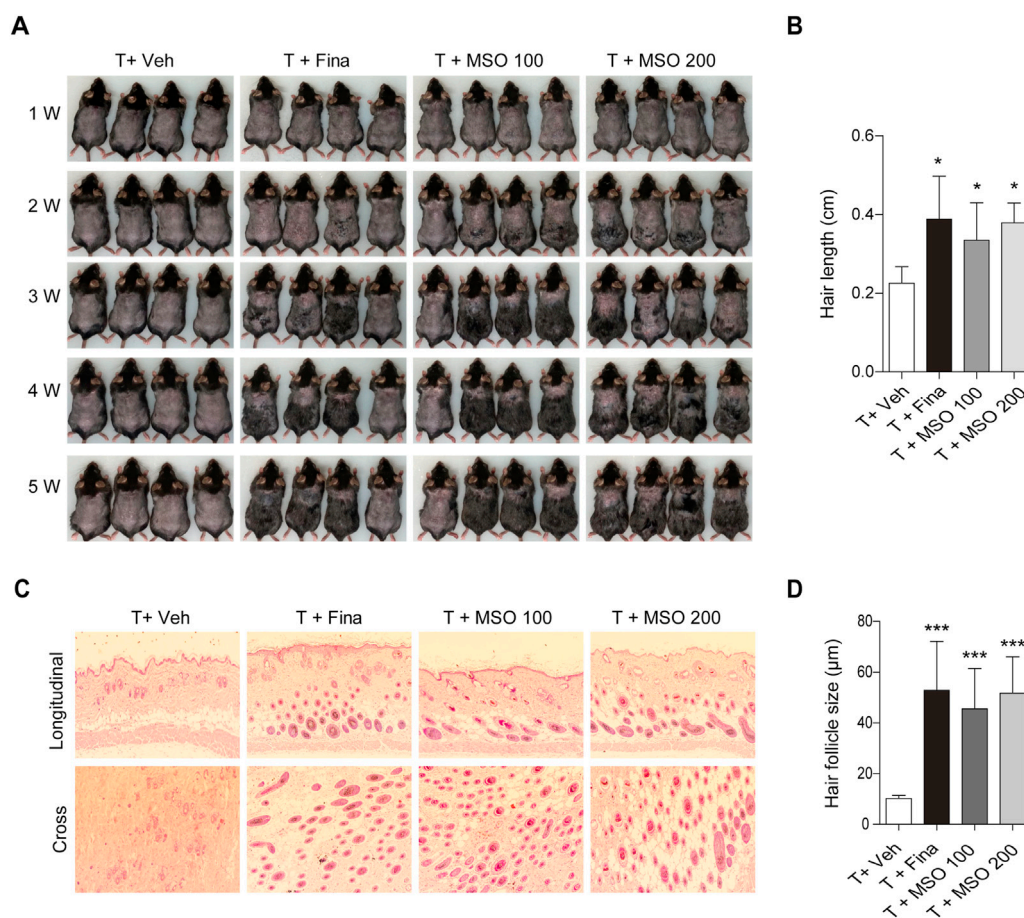 A
T+ Veh
T + Fina
T + MSO 100
T + MSO 200
1 W
2 W
3 W
4 W
5 W
B
Hair length (cm)
0.6
0.4
0.2
0.0
*
*
*
T+ Veh
T + Fina
T + MSO 100
T + MSO 200
C
T+ Veh
T + Fina
T + MSO 100
T + MSO 200
Longitudinal
Cross
D
Hair follicle size (µm)
80
60
40
20
0
***
***
***
T+ Veh
T + Fina
T + MSO 100
T + MSO 200